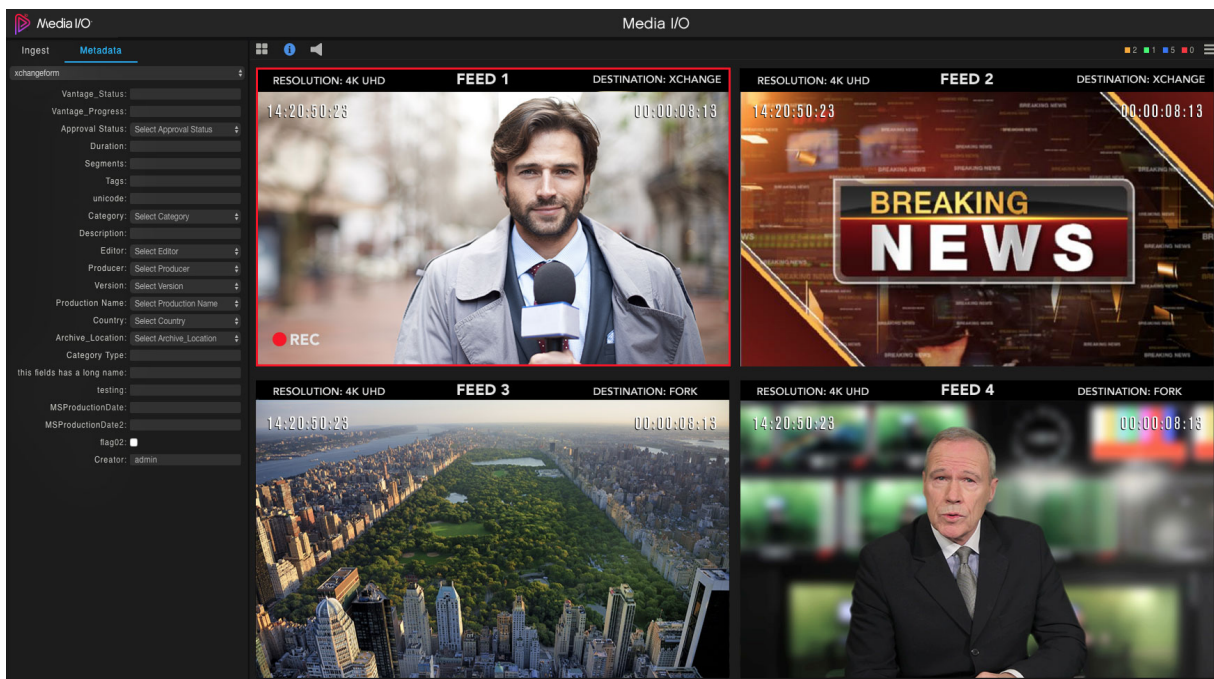 Media I/O
Media I/O
Ingest
Metadata
2
1
5
0
xchangeform
Vantage_Status:
Vantage_Progress:
Approval Status: Select Approval Status
Duration:
Segments:
Tags:
unicode:
Category: Select Category
Description:
Editor: Select Editor
Producer: Select Producer
Version: Select Version
Production Name: Select Production Name
Country: Select Country
Archive_Location: Select Archive_Location
Category Type:
this fields has a long name:
testing:
MSProductionDate:
MSProductionDate2:
flag02:
Creator: admin
RESOLUTION: 4K UHD FEED 1 DESTINATION: XCHANGE
14:20:50:23 00:00:08:13
REC
RESOLUTION: 4K UHD FEED 2 DESTINATION: XCHANGE
14:20:50:23 00:00:08:13
BREAKING NEWS
BREAKING
NEWS
RESOLUTION: 4K UHD FEED 3 DESTINATION: FORK
14:20:50:23 00:00:08:13
RESOLUTION: 4K UHD FEED 4 DESTINATION: FORK
14:20:50:23 00:00:08:13